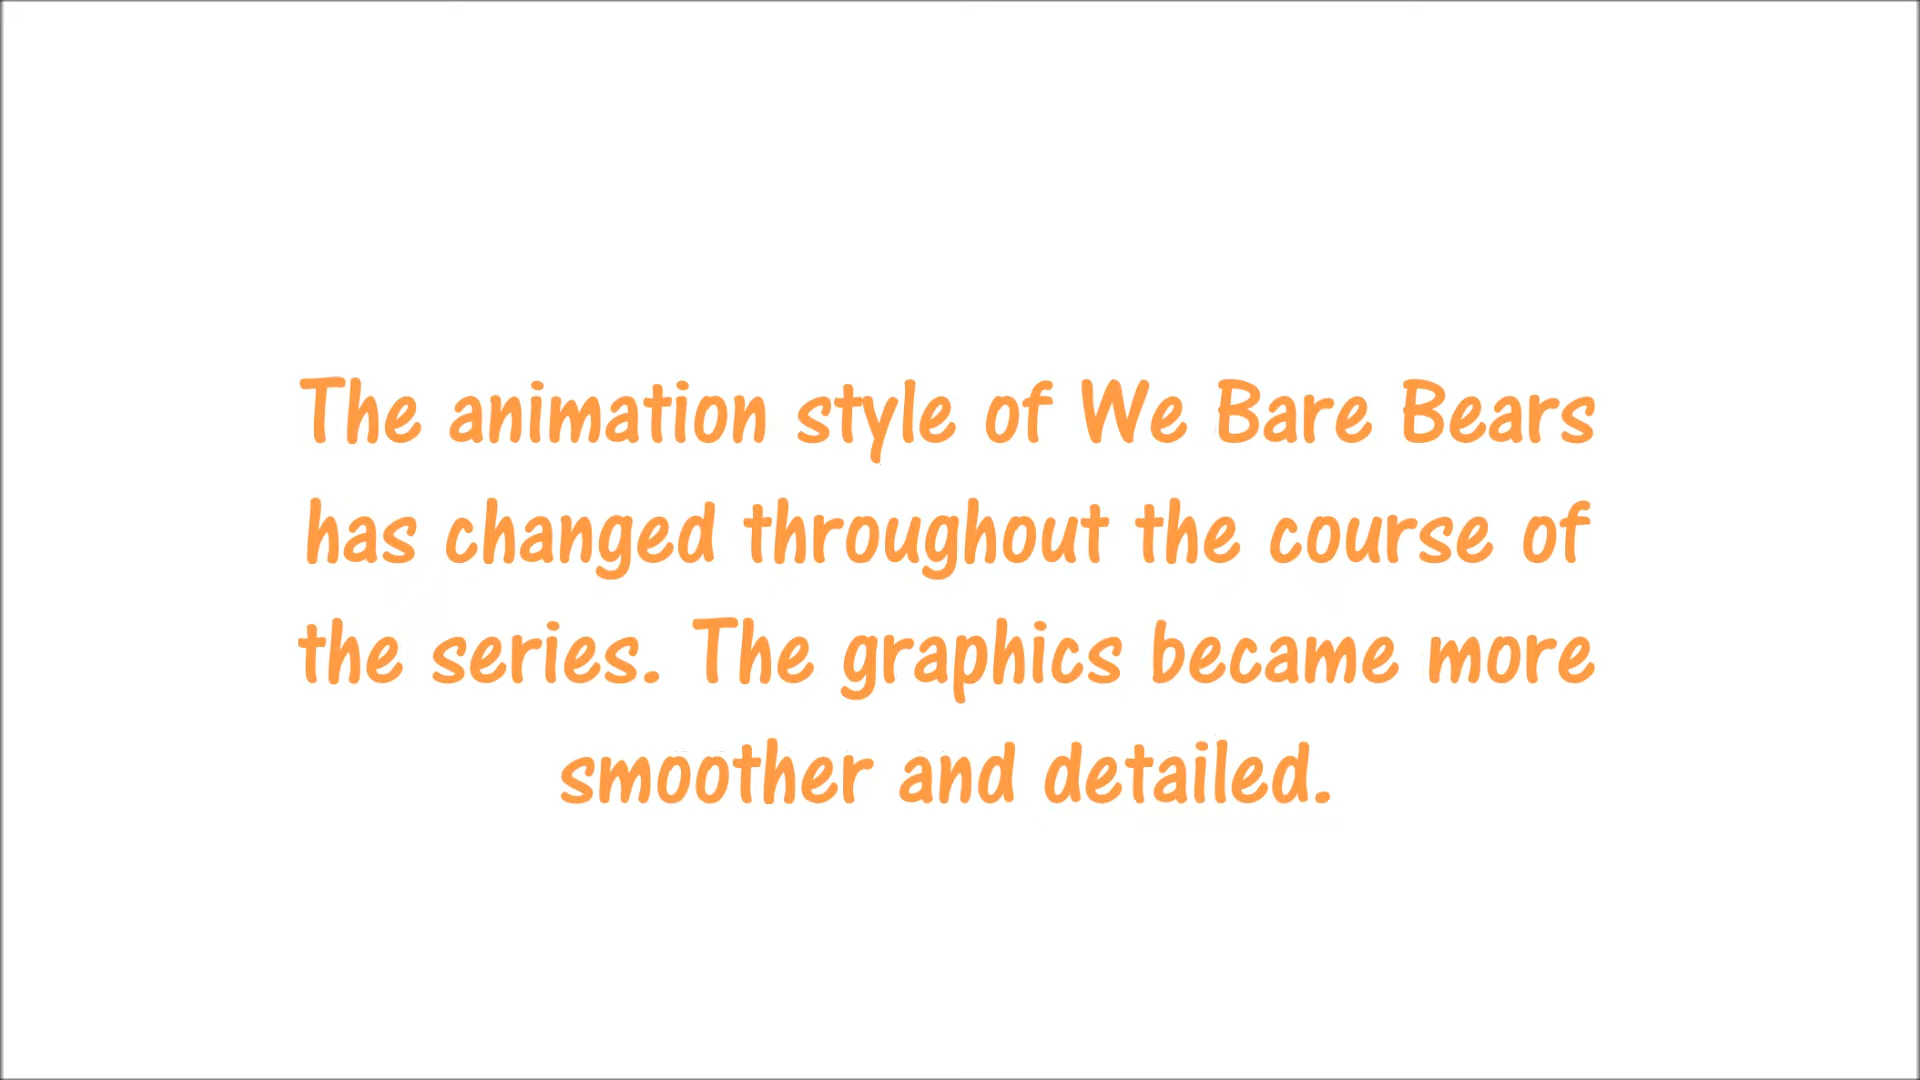 The animation style of We Bare Bears
has changed throughout the course of
the series. The graphics became more
smoother and detailed.